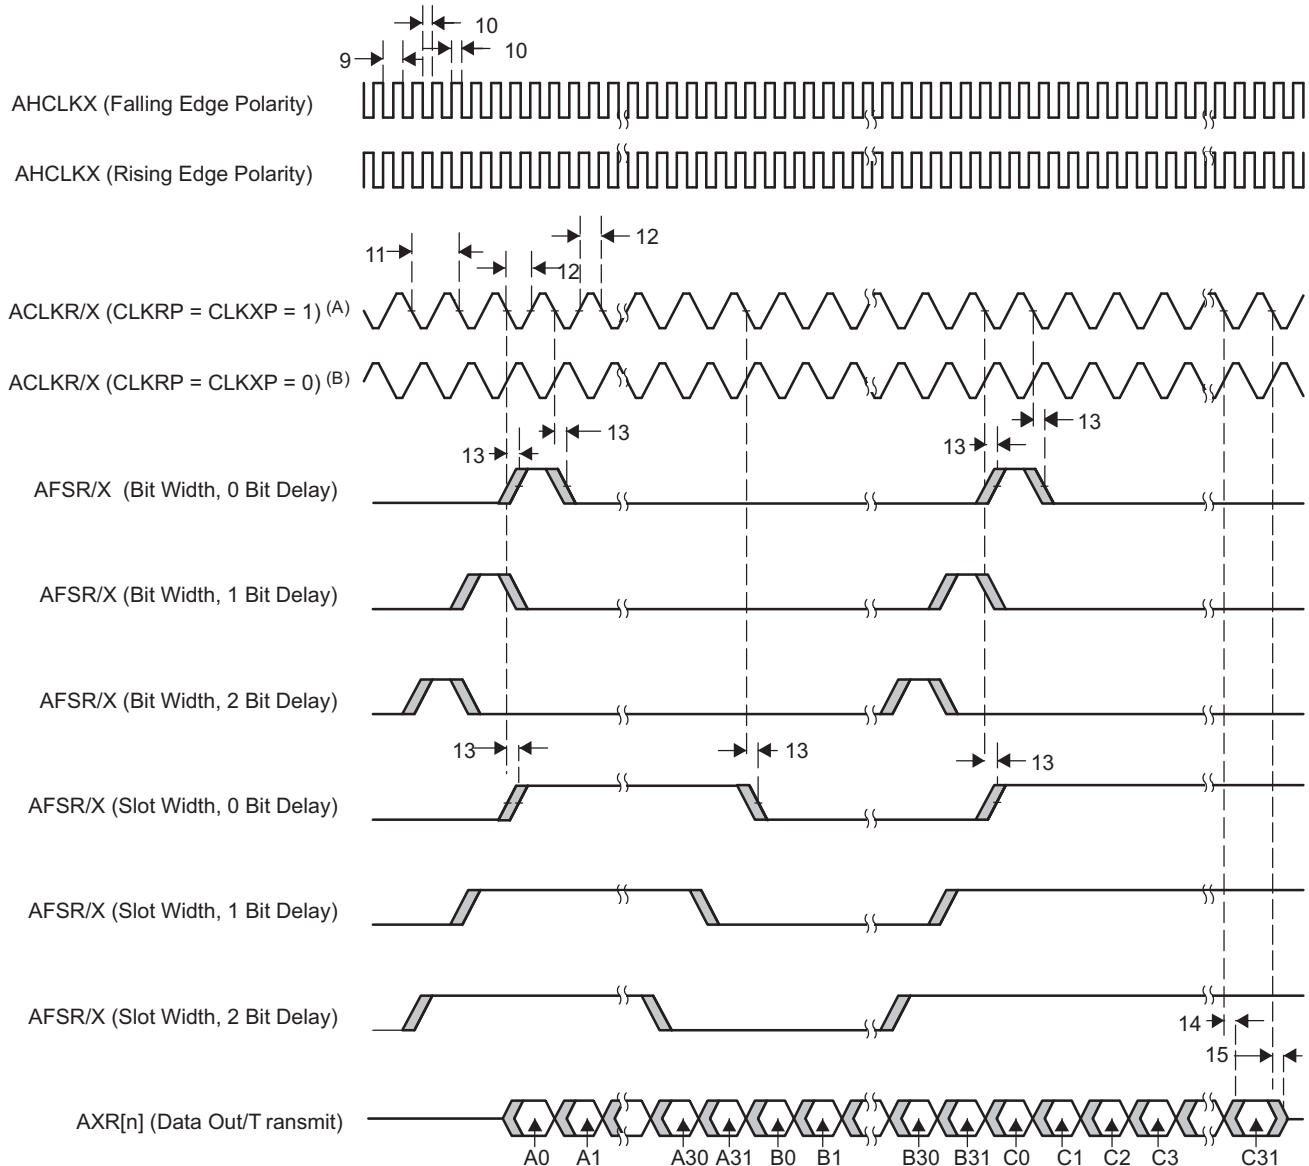 10
10
9
AHCLKX (Falling Edge Polarity)
AHCLKX (Rising Edge Polarity)
12
11
12
ACLKR/X (CLKRP = CLKXP = 1) (A)
ACLKR/X (CLKRP = CLKXP = 0) (B)
13
13
13
13
AFSR/X (Bit Width, 0 Bit Delay)
AFSR/X (Bit Width, 1 Bit Delay)
AFSR/X (Bit Width, 2 Bit Delay)
13
13
13
AFSR/X (Slot Width, 0 Bit Delay)
AFSR/X (Slot Width, 1 Bit Delay)
AFSR/X (Slot Width, 2 Bit Delay)
14
15
AXR[n] (Data Out/T ransmit)
A0 A1 A30 A31 B0 B1 B30 B31 C0 C1 C2 C3 C31